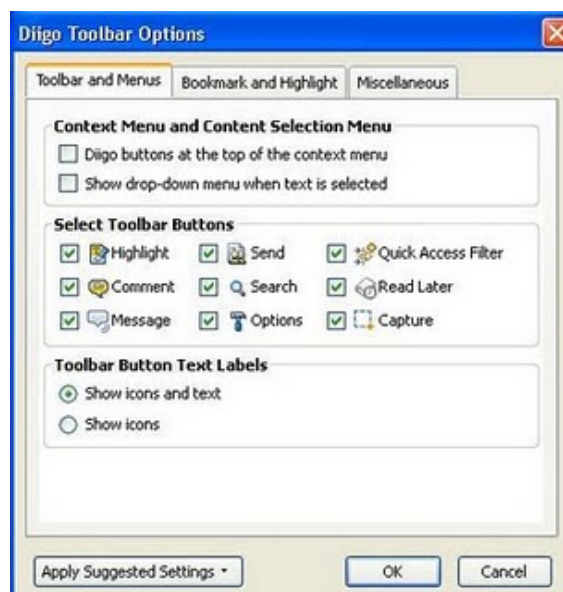 Diigo Toolbar Options
Toolbar and Menus Bookmark and Highlight Miscellaneous
Context Menu and Content Selection Menu
Diigo buttons at the top of the context menu
Show drop-down menu when text is selected
Select Toolbar Buttons
Highlight Send Quick Access Filter
Comment Search Read Later
Message Options Capture
Toolbar Button Text Labels
Show icons and text
Show icons
Apply Suggested Settings OK Cancel